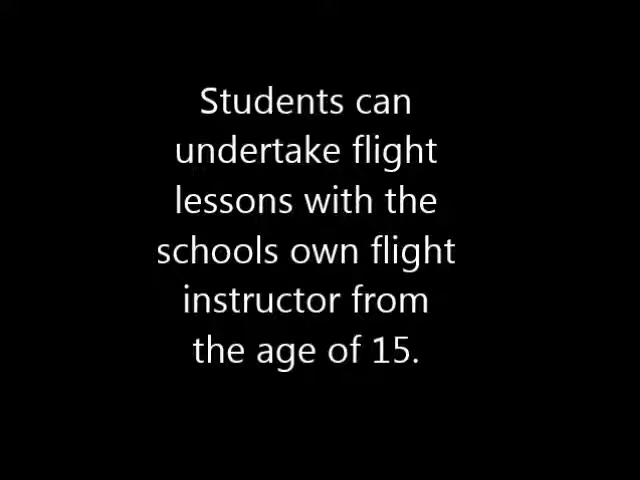 Students can
undertake flight
lessons with the
schools own flight
instructor from
the age of 15.